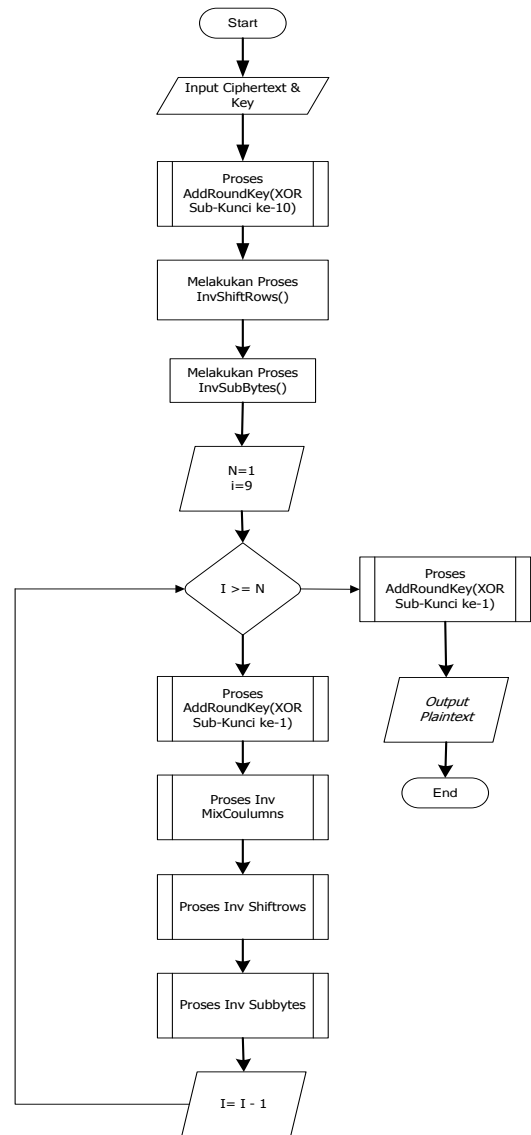 Start
Input Ciphertext &
Key
Proses
AddRoundKey(XOR
Sub-Kunci ke-10)
Melakukan Proses
InvShiftRows()
Melakukan Proses
InvSubBytes()
N=1
i=9
I >= N
Proses
AddRoundKey(XOR
Sub-Kunci ke-1)
Output
Plaintext
End
Proses
AddRoundKey(XOR
Sub-Kunci ke-1)
Proses Inv
MixCoulumns
Proses Inv Shiftrows
Proses Inv Subbytes
I= I - 1